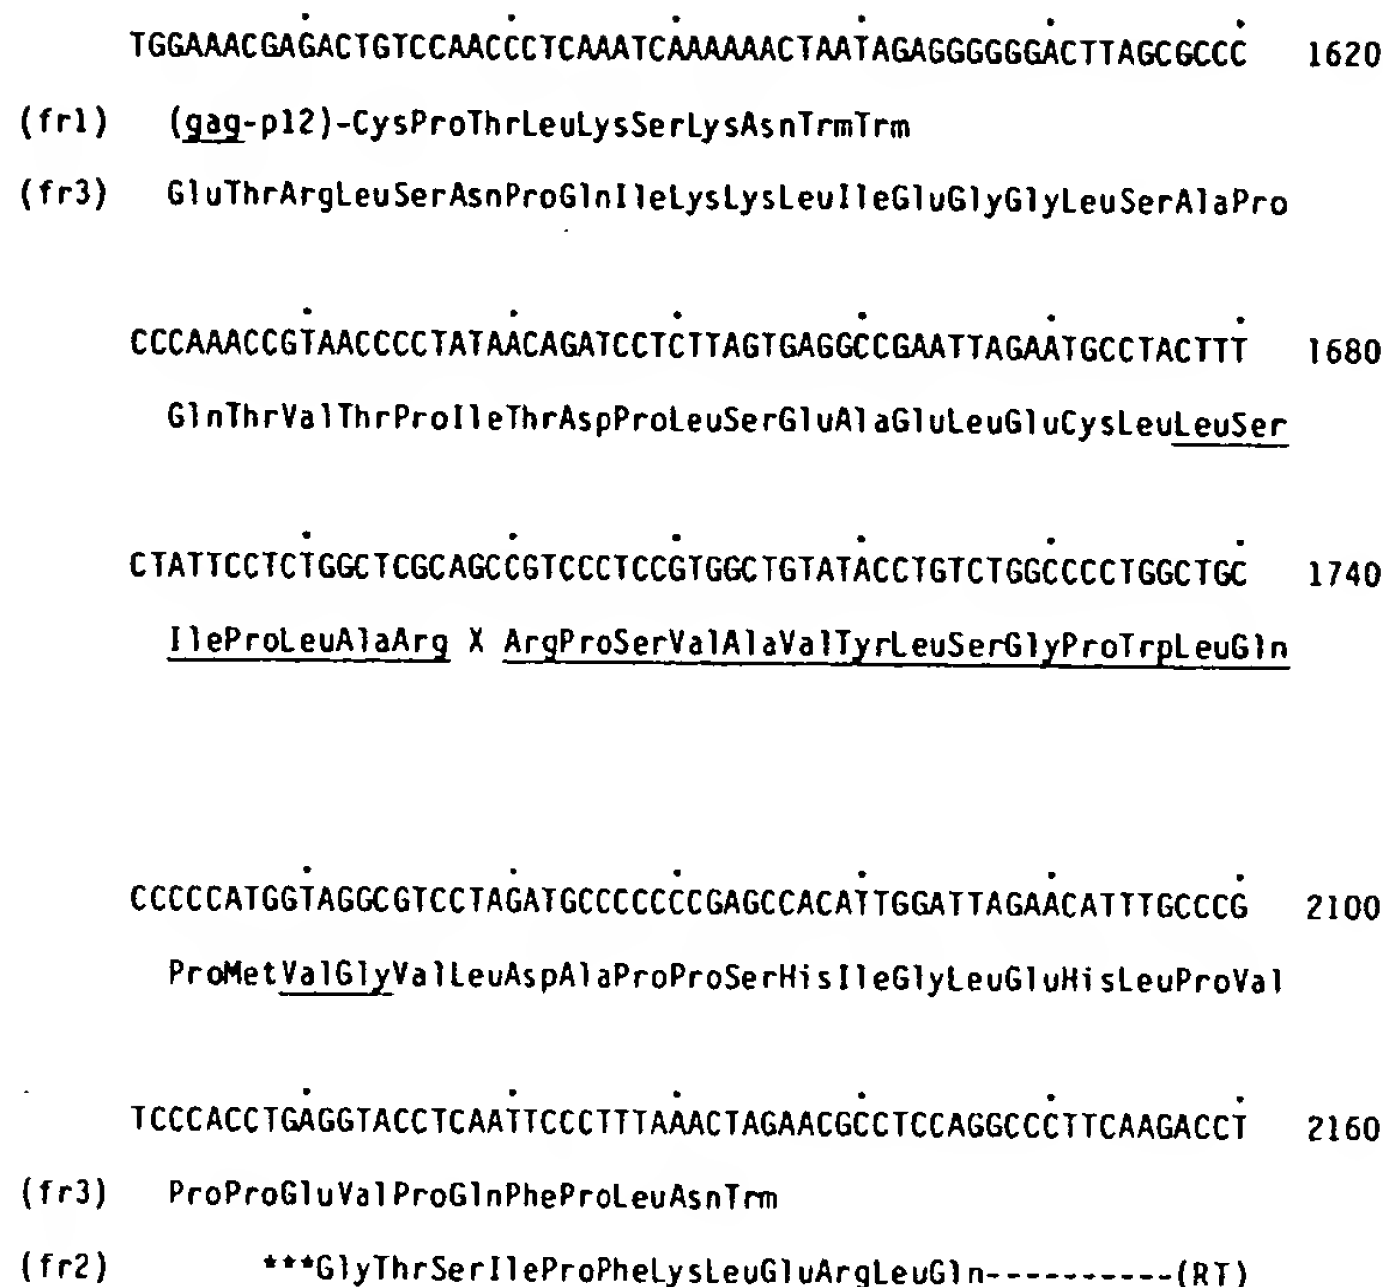 TGGAAACGAGACTGTCCAACCCTCAAATCAAAAAACTAATAGAGGGGGGACTTAGCGCCC 1620
(fr1) (gag-p12)-CysProThrLeuLysSerLysAsnTrmTrm
(fr3) GluThrArgLeuSerAsnProGlnIleLysLysLeuIleGluGlyGlyLeuSerAlaPro
CCCAAACCGTAACCCCTATAACAGATCCTCTTAGTGAGGCCGAATTAGAATGCCTACTTT 1680
GlnThrValThrProIleThrAspProLeuSerGluAlaGluLeuGluCysLeuLeuSer
CTATTCCTCTGGCTCGCAGCCGTCCCTCCGTGGCTGTATACCTGTCTGGCCCCTGGCTGC 1740
IleProLeuAlaArg X ArgProSerValAlaValTyrLeuSerGlyProTrpLeuGln
CCCCCATGGTAGGCGTCCTAGATGCCCCCCCGAGCCACATTGGATTAGAACATTTGCCCG 2100
ProMetValGlyValLeuAspAlaProProSerHisIleGlyLeuGluHisLeuProVal
TCCCACCTGAGGTACCTCAATTCCCTTTAAACTAGAACGCCTCCAGGCCCTTCAAGACCT 2160
(fr3) ProProGluValProGlnPheProLeuAsnTrm
(fr2) ***GlyThrSerIleProPheLysLeuGluArgLeuGln----------(RT)